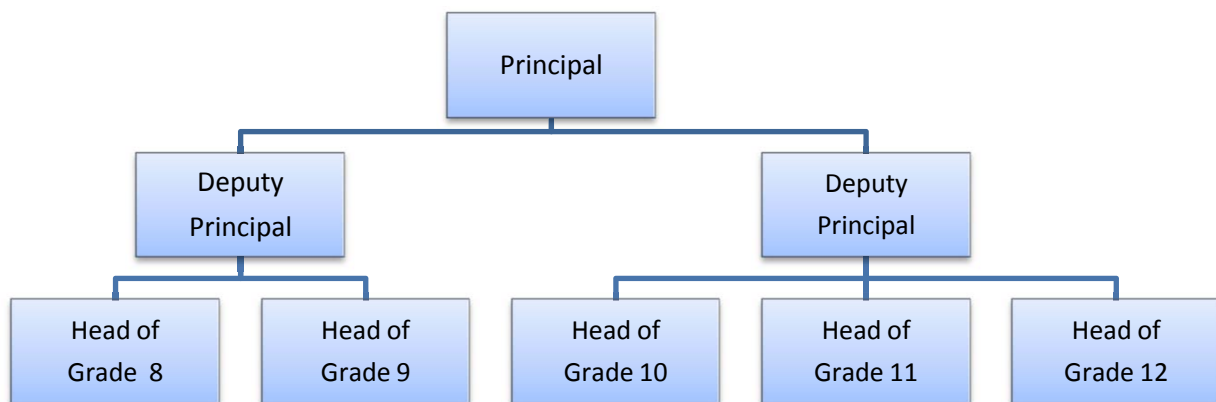 Principal
Deputy
Principal
Deputy
Principal
Head of
Grade 8
Head of
Grade 9
Head of
Grade 10
Head of
Grade 11
Head of
Grade 12